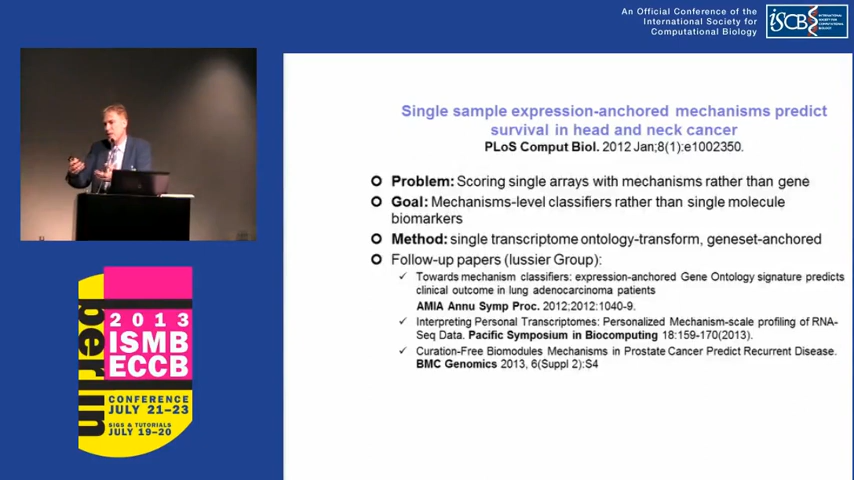 An Official Conference of the
International Society for
Computational Biology
ISCB
INTERNATIONAL
SOCIETY FOR
COMPUTATIONAL
BIOLOGY
Single sample expression-anchored mechanisms predict
survival in head and neck cancer
PLoS Comput Biol. 2012 Jan;8(1):e1002350.
Problem: Scoring single arrays with mechanisms rather than gene
Goal: Mechanisms-level classifiers rather than single molecule
biomarkers
Method: single transcriptome ontology-transform, geneset-anchored
Follow-up papers (lussier Group):
Towards mechanism classifiers: expression-anchored Gene Ontology signature predicts
clinical outcome in lung adenocarcinoma patients
AMIA Annu Symp Proc. 2012;2012:1040-9.
Interpreting Personal Transcriptomes: Personalized Mechanism-scale profiling of RNA-
Seq Data. Pacific Symposium in Biocomputing 18:159-170(2013).
Curation-Free Biomodules Mechanisms in Prostate Cancer Predict Recurrent Disease.
BMC Genomics 2013, 6(Suppl 2):S4
berlin
2013
ISMB
ECCB
CONFERENCE
JULY 21-23
SIGS & TUTORIALS
JULY 19-20